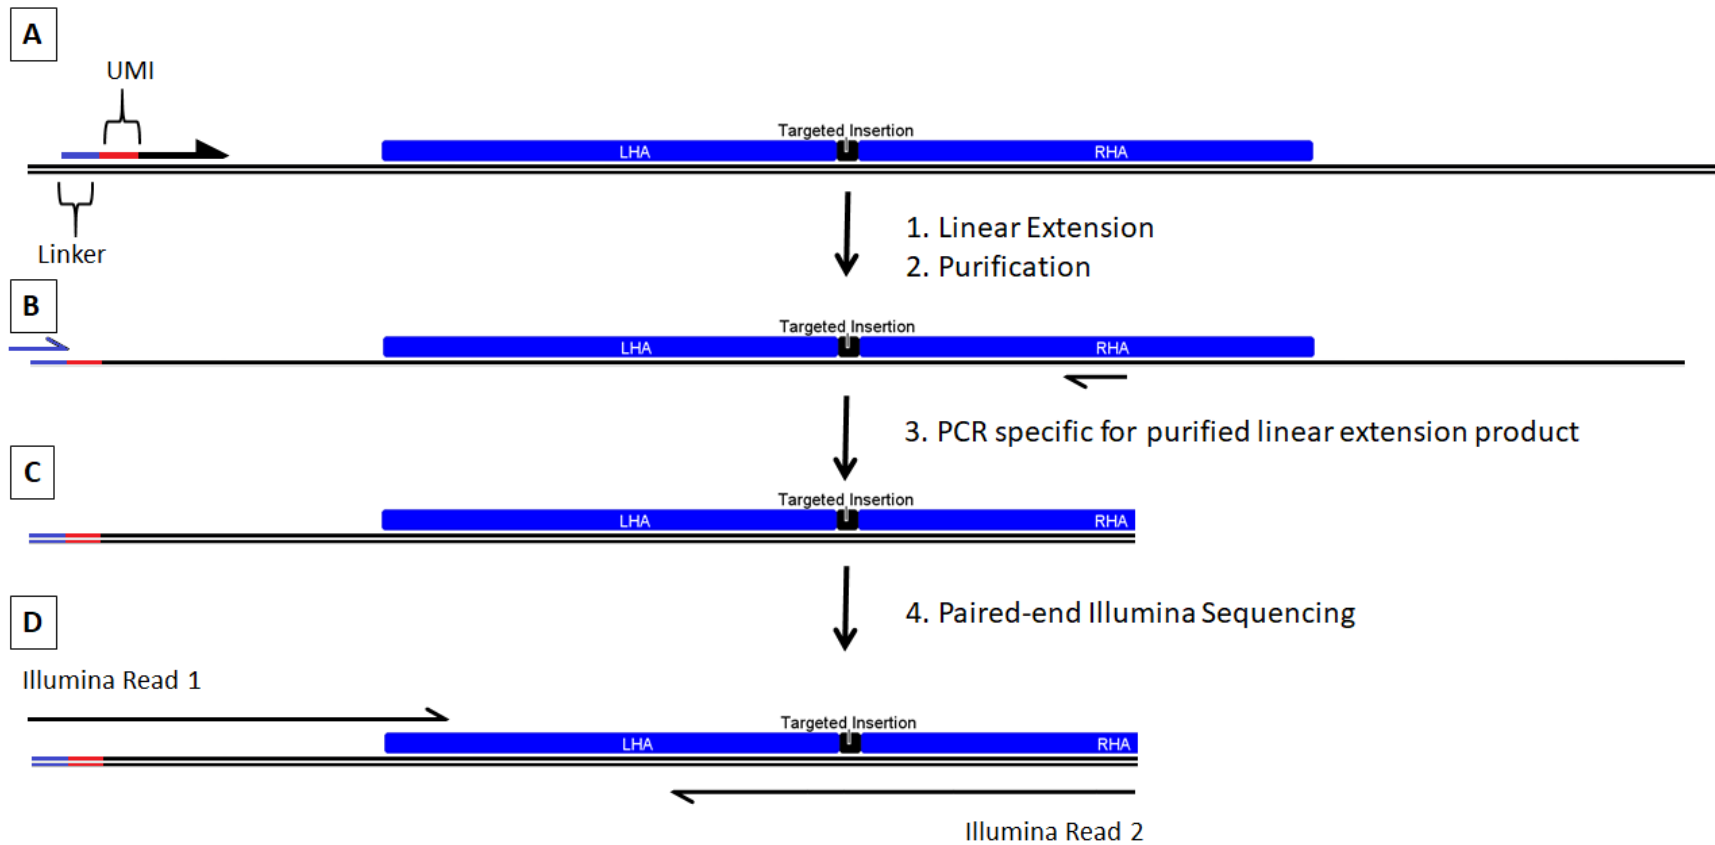 A
UMI
Targeted Insertion
LHA
RHA
Linker
1. Linear Extension
2. Purification
B
Targeted Insertion
LHA
RHA
3. PCR specific for purified linear extension product
C
Targeted Insertion
LHA
RHA
4. Paired-end Illumina Sequencing
D
Illumina Read 1
Targeted Insertion
LHA
RHA
Illumina Read 2